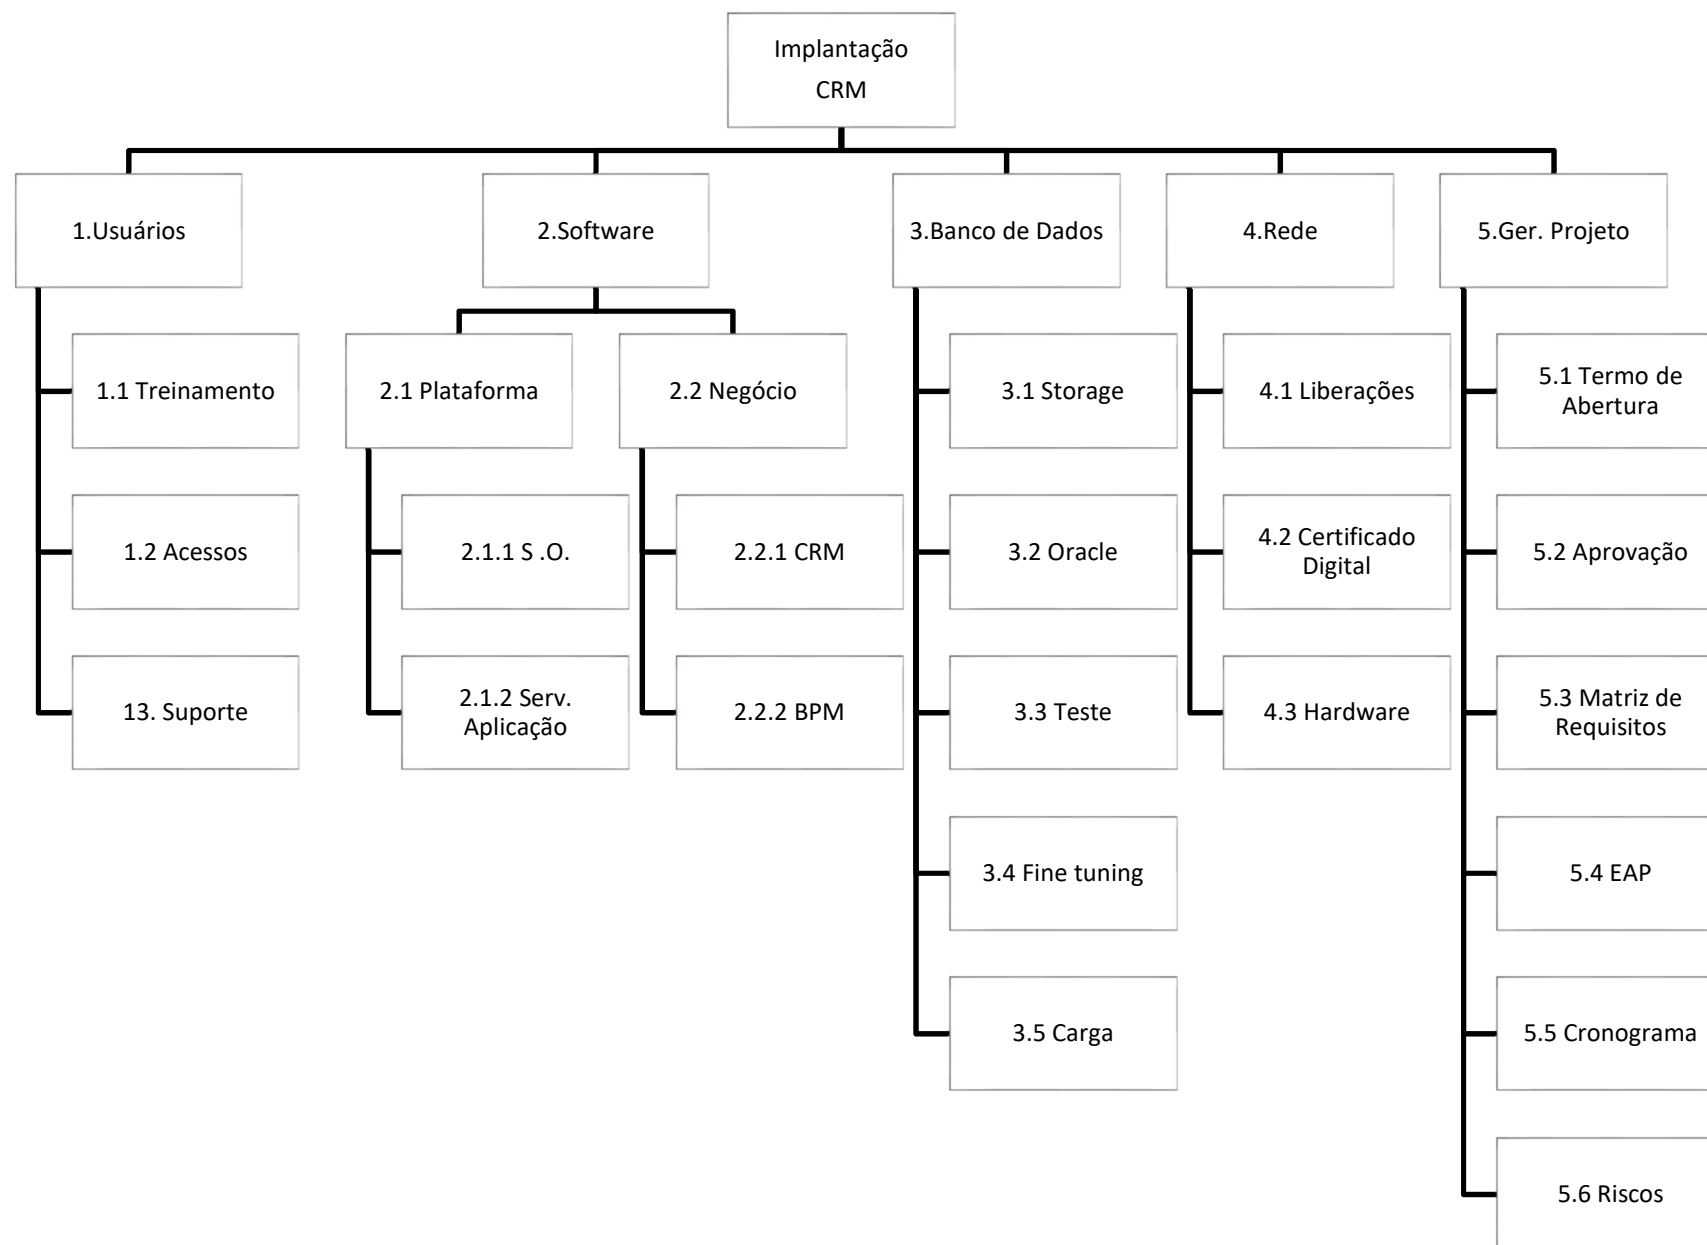 Implantação
CRM
1.Usuários
2.Software
3.Banco de Dados
4.Rede
5.Ger. Projeto
1.1 Treinamento
2.1 Plataforma
2.2 Negócio
3.1 Storage
4.1 Liberações
5.1 Termo de
Abertura
1.2 Acessos
2.1.1 S .O.
2.2.1 CRM
3.2 Oracle
4.2 Certificado
Digital
5.2 Aprovação
13. Suporte
2.1.2 Serv.
Aplicação
2.2.2 BPM
3.3 Teste
4.3 Hardware
5.3 Matriz de
Requisitos
3.4 Fine tuning
5.4 EAP
3.5 Carga
5.5 Cronograma
5.6 Riscos